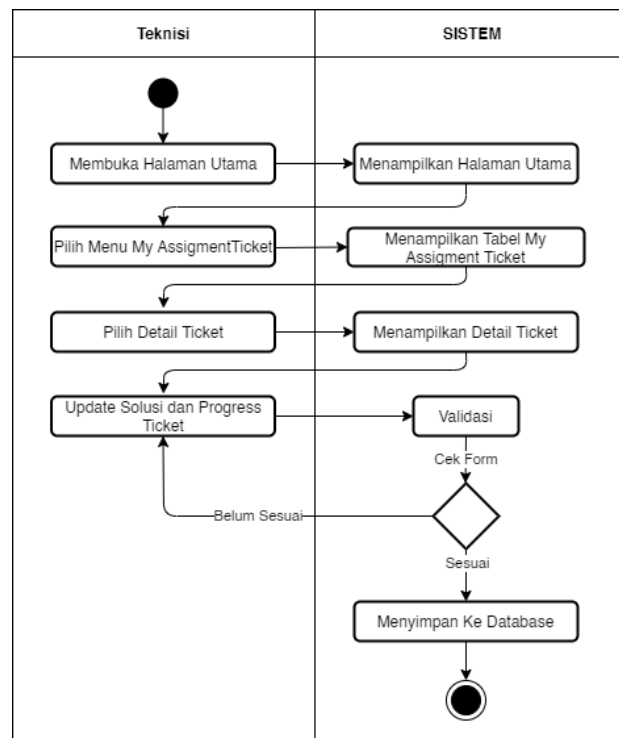 Teknisi
SISTEM
Membuka Halaman Utama
Menampilkan Halaman Utama
Pilih Menu My AssigmentTicket
Menampilkan Tabel My
Assigment Ticket
Pilih Detail Ticket
Menampilkan Detail Ticket
Update Solusi dan Progress
Ticket
Validasi
Cek Form
Belum Sesuai
Sesuai
Menyimpan Ke Database